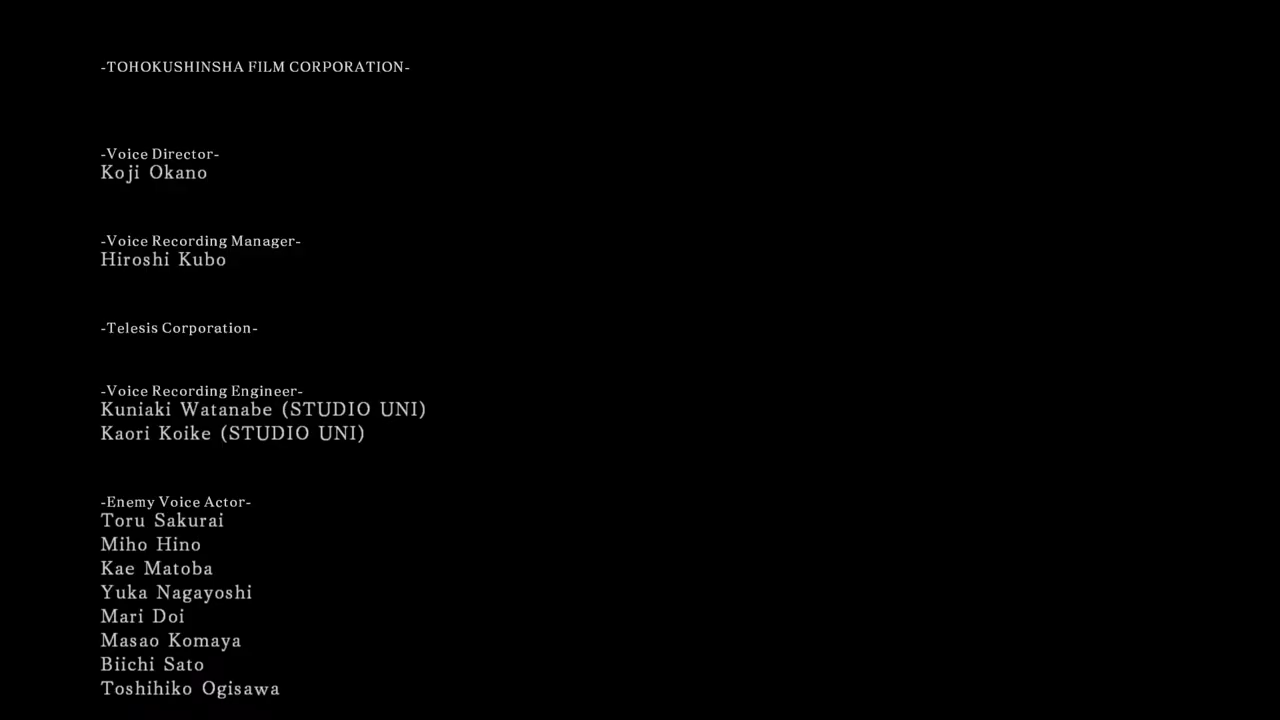 -TOHOKUSHINSHA FILM CORPORATION-
-Voice Director-
Koji Okano
-Voice Recording Manager-
Hiroshi Kubo
-Telesis Corporation-
-Voice Recording Engineer-
Kuniaki Watanabe (STUDIO UNI)
Kaori Koike (STUDIO UNI)
-Enemy Voice Actor-
Toru Sakurai
Miho Hino
Kae Matoba
Yuka Nagayoshi
Mari Doi
Masao Komaya
Biichi Sato
Toshihiko Ogisawa